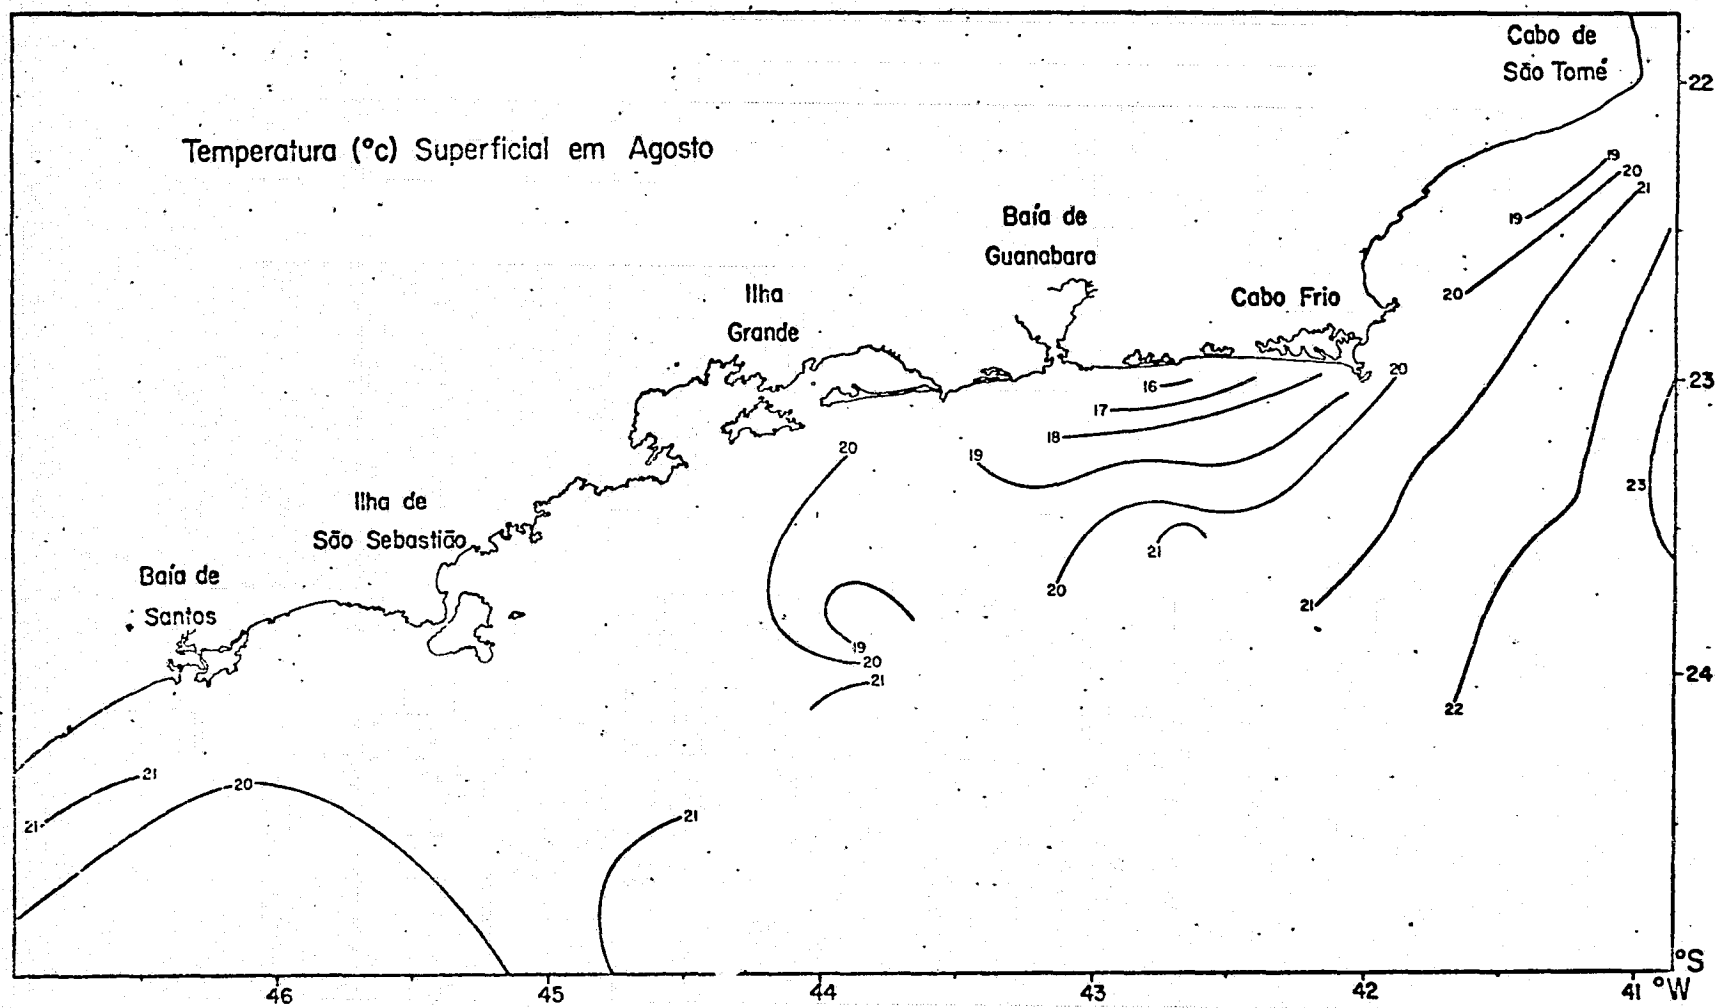 Cabo de
São Tomé
22
Temperatura (°c) Superficial em Agosto
19
20
21
19
Baía de
Guanabara
20
Ilha
Grande
Cabo Frio
20
23
16
17
18
20
19
23
Ilha de
São Sebastião
21
Baía de
Santos
20
21
19
20
24
21
22
21
20
21
21
°S
46
45
44
43
42
41
°W